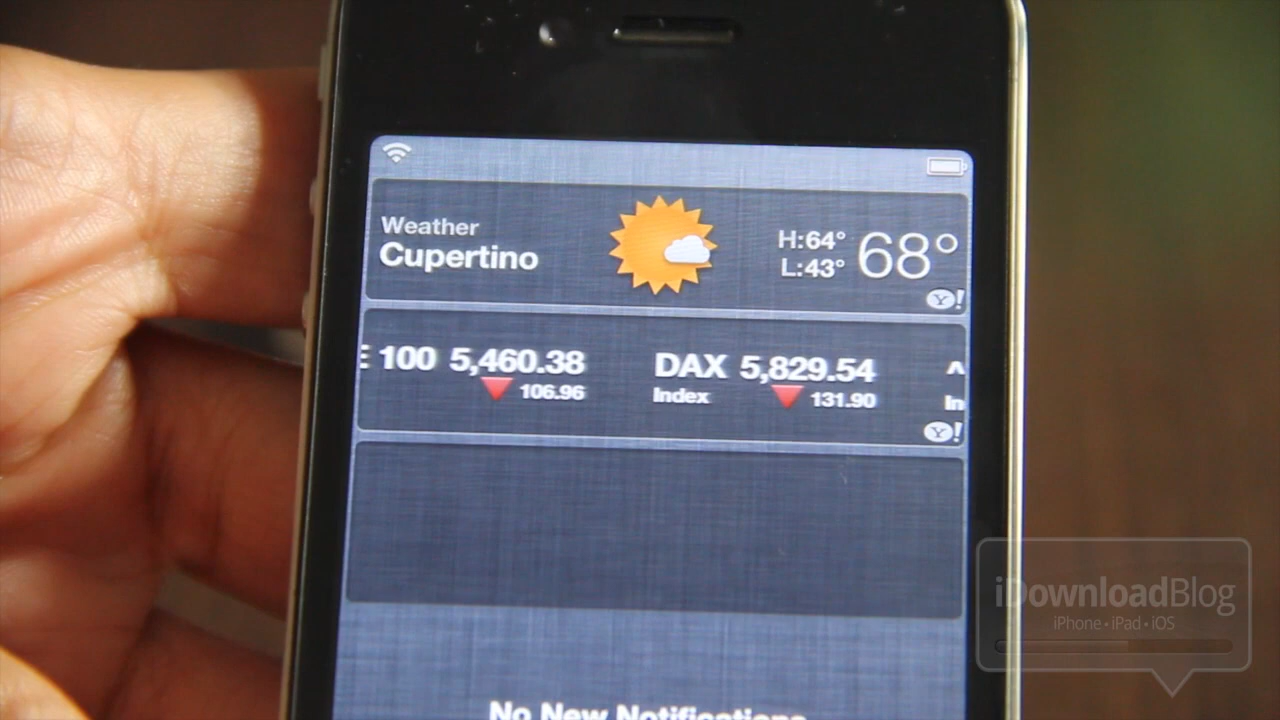 Weather
Cupertino
H:64°
L:43°
68°
Y!
100 5,460.38
106.96
DAX 5,829.54
Index
131.90
In
Y!
No New Notifications
iDownloadBlog
iPhone • iPad • iOS